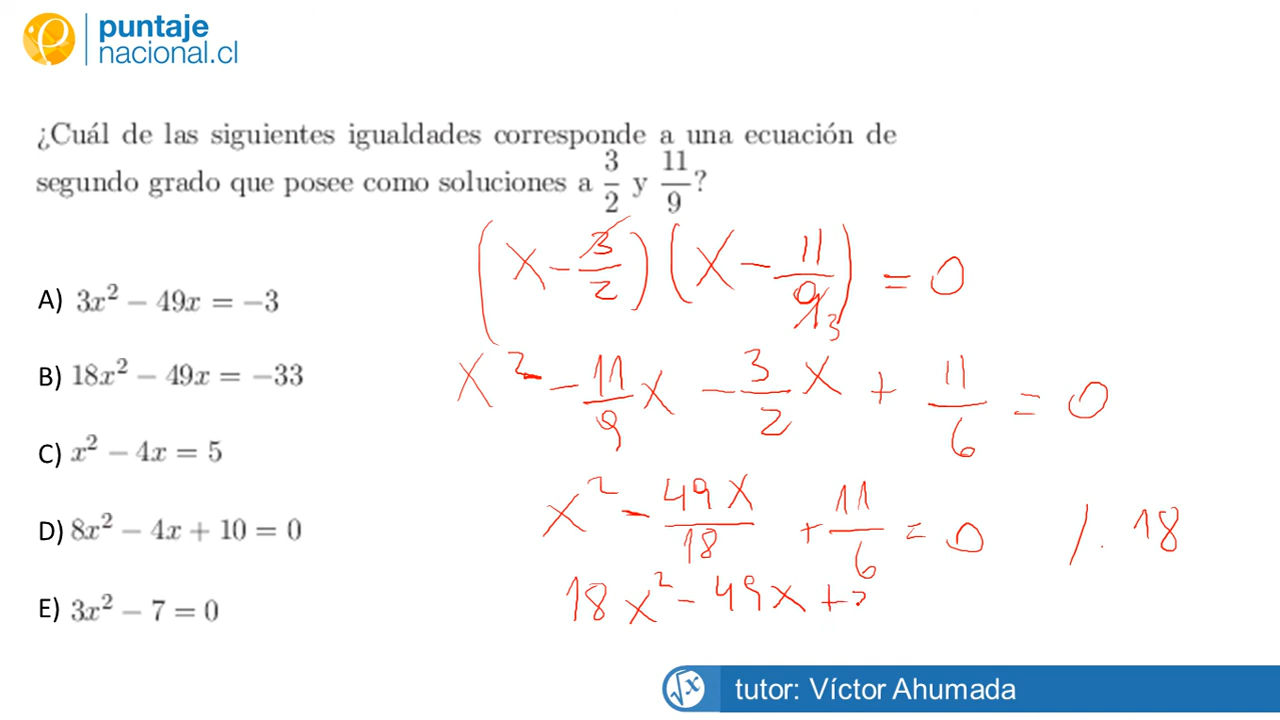 puntaje
nacional.cl
¿Cuál de las siguientes igualdades corresponde a una ecuación de
segundo grado que posee como soluciones a 3/2 y 11/9?
(x - 3/2)(x - 11/9) = 0
3
A) 3x² − 49x = −3
x² - 11/9 x - 3/2 x + 11/6 = 0
B) 18x² − 49x = −33
C) x² − 4x = 5
x² - 49x/18 + 11/6 = 0 /. 18
D) 8x² − 4x + 10 = 0
18x² - 49x +
E) 3x² − 7 = 0
√x tutor: Víctor Ahumada